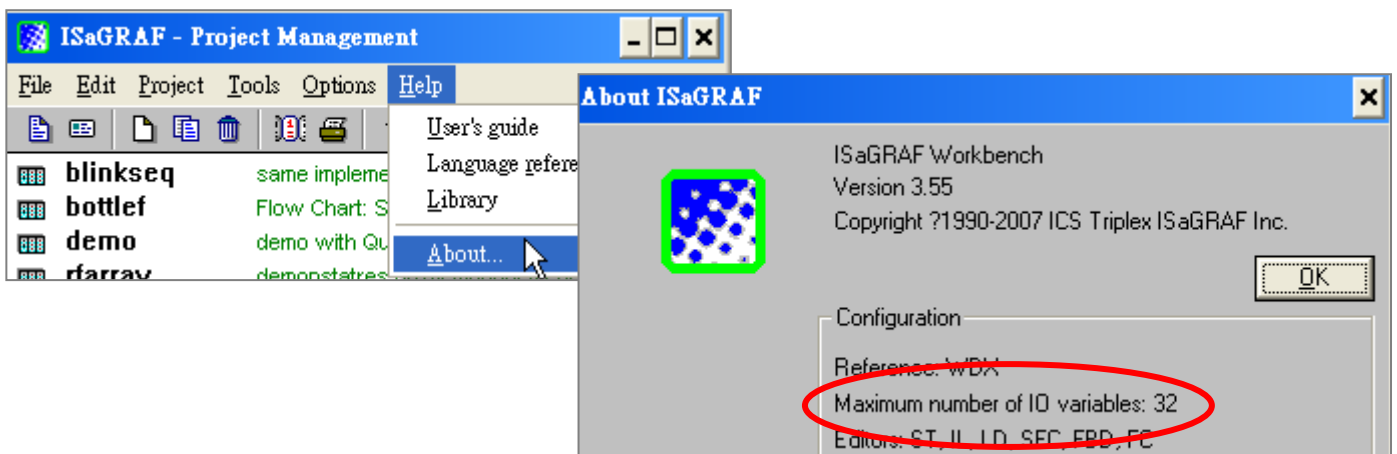 ISaGRAF - Project Management
File Edit Project Tools Options Help
User's guide
Language refere
Library
About...
blinkseq same impleme
bottlef Flow Chart: S
demo demo with Qu
rfarray demonstatres
About ISaGRAF
ISaGRAF Workbench
Version 3.55
Copyright ?1990-2007 ICS Triplex ISaGRAF Inc.
OK
Configuration
Reference: WDX
Maximum number of IO variables: 32
Editors: ST, IL, LD, SFC, FBD, FC